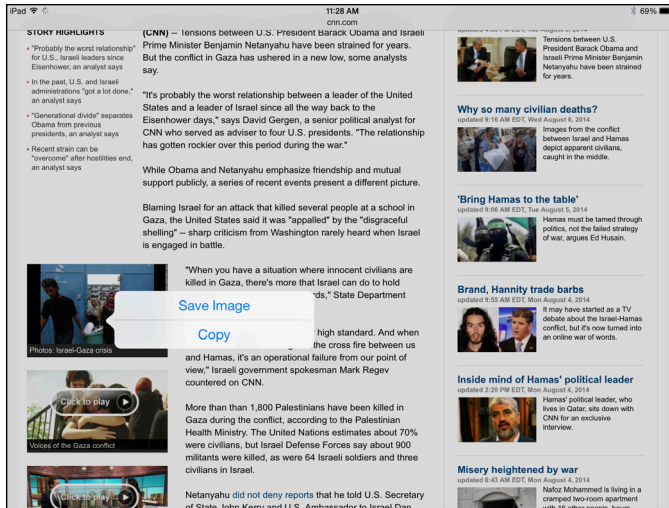 iPad
11:28 AM
69%
cnn.com
STORY HIGHLIGHTS
• "Probably the worst relationship"
for U.S., Israeli leaders since
Eisenhower, an analyst says
• In the past, U.S. and Israeli
administrations "got a lot done,"
an analyst says
• "Generational divide" separates
Obama from previous
presidents, an analyst says
• Recent strain can be
"overcome" after hostilities end,
an analyst says
(CNN) -- Tensions between U.S. President Barack Obama and Israeli
Prime Minister Benjamin Netanyahu have been strained for years.
But the conflict in Gaza has ushered in a new low, some analysts
say.
"It's probably the worst relationship between a leader of the United
States and a leader of Israel since all the way back to the
Eisenhower days," says David Gergen, a senior political analyst for
CNN who served as adviser to four U.S. presidents. "The relationship
has gotten rockier over this period during the war."
While Obama and Netanyahu emphasize friendship and mutual
support publicly, a series of recent events present a different picture.
Blaming Israel for an attack that killed several people at a school in
Gaza, the United States said it was "appalled" by the "disgraceful
shelling" -- sharp criticism from Washington rarely heard when Israel
is engaged in battle.
Photos: Israel-Gaza crisis
Save Image
Copy
Click to play
Voices of the Gaza conflict
Click to play
"When you have a situation where innocent civilians are
killed in Gaza, there's more that Israel can do to hold
State Department
high standard. And when
the cross fire between us
and Hamas, it's an operational failure from our point of
view," Israeli government spokesman Mark Regev
countered on CNN.
More than than 1,800 Palestinians have been killed in
Gaza during the conflict, according to the Palestinian
Health Ministry. The United Nations estimates about 70%
were civilians, but Israel Defense Forces say about 900
militants were killed, as were 64 Israeli soldiers and three
civilians in Israel.
Netanyahu did not deny reports that he told U.S. Secretary
of State John Kerry and U.S. Ambassador to Israel Dan
Tensions between U.S.
President Barack Obama and
Israeli Prime Minister Benjamin
Netanyahu have been strained
for years.
Why so many civilian deaths?
updated 9:16 AM EDT, Wed August 6, 2014
Images from the conflict
between Israel and Hamas
depict apparent civilians,
caught in the middle.
'Bring Hamas to the table'
updated 9:06 AM EDT, Tue August 5, 2014
Hamas must be tamed through
politics, not the failed strategy
of war, argues Ed Husain.
Brand, Hannity trade barbs
updated 9:55 AM EDT, Mon August 4, 2014
It may have started as a TV
debate about the Israel-Hamas
conflict, but it's now turned into
an online war of words.
Inside mind of Hamas' political leader
updated 2:20 PM EDT, Mon August 4, 2014
Hamas' political leader, who
lives in Qatar, sits down with
CNN for an exclusive
interview.
Misery heightened by war
updated 6:43 AM EDT, Mon August 4, 2014
Nafoz Mohammed is living in a
cramped two-room apartment
with 16 other people, hours